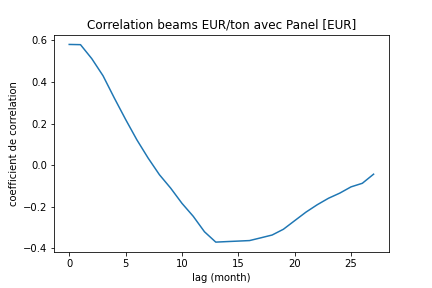 Correlation beams EUR/ton avec Panel [EUR]
coefficient de correlation
0.6
0.4
0.2
0.0
−0.2
−0.4
0 5 10 15 20 25
lag (month)